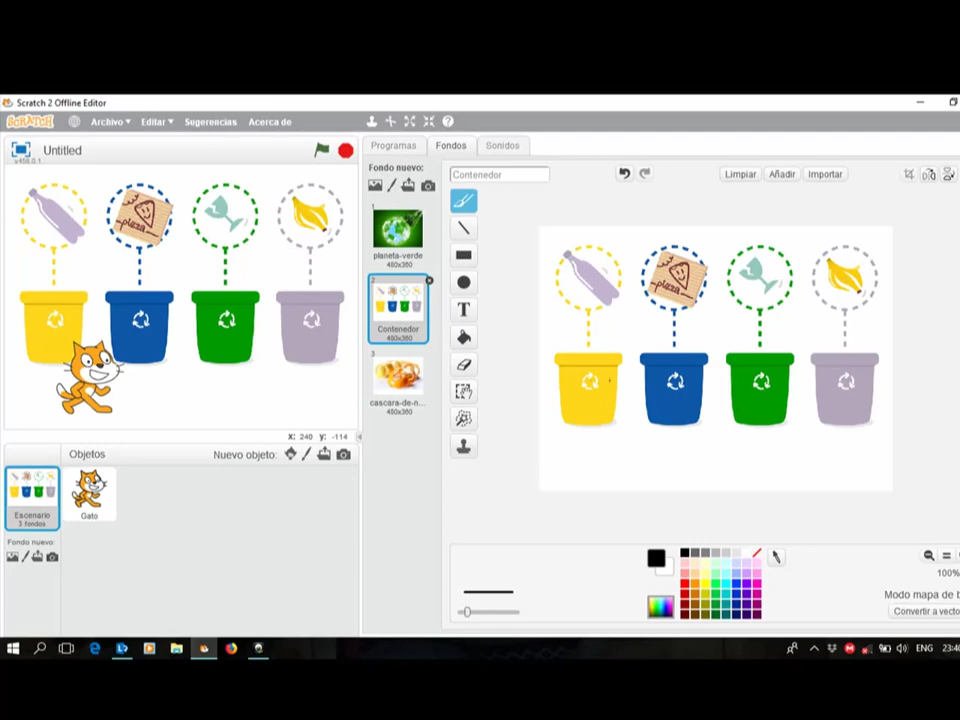 Scratch 2 Offline Editor
SCRATCH Archivo Editar Sugerencias Acerca de
Untitled
v458.0.1
Programas Fondos Sonidos
Fondo nuevo:
Contenedor
Limpiar Añadir Importar
pizza
pizza
1
planeta-verde
480x360
2
Contenedor
480x360
3
cascara-de-n...
480x360
X: 240 y: -114
Objetos Nuevo objeto:
Escenario
3 fondos
Gato
Fondo nuevo:
T
100%
Modo mapa de b
Convertir a vecto
ENG 23:40